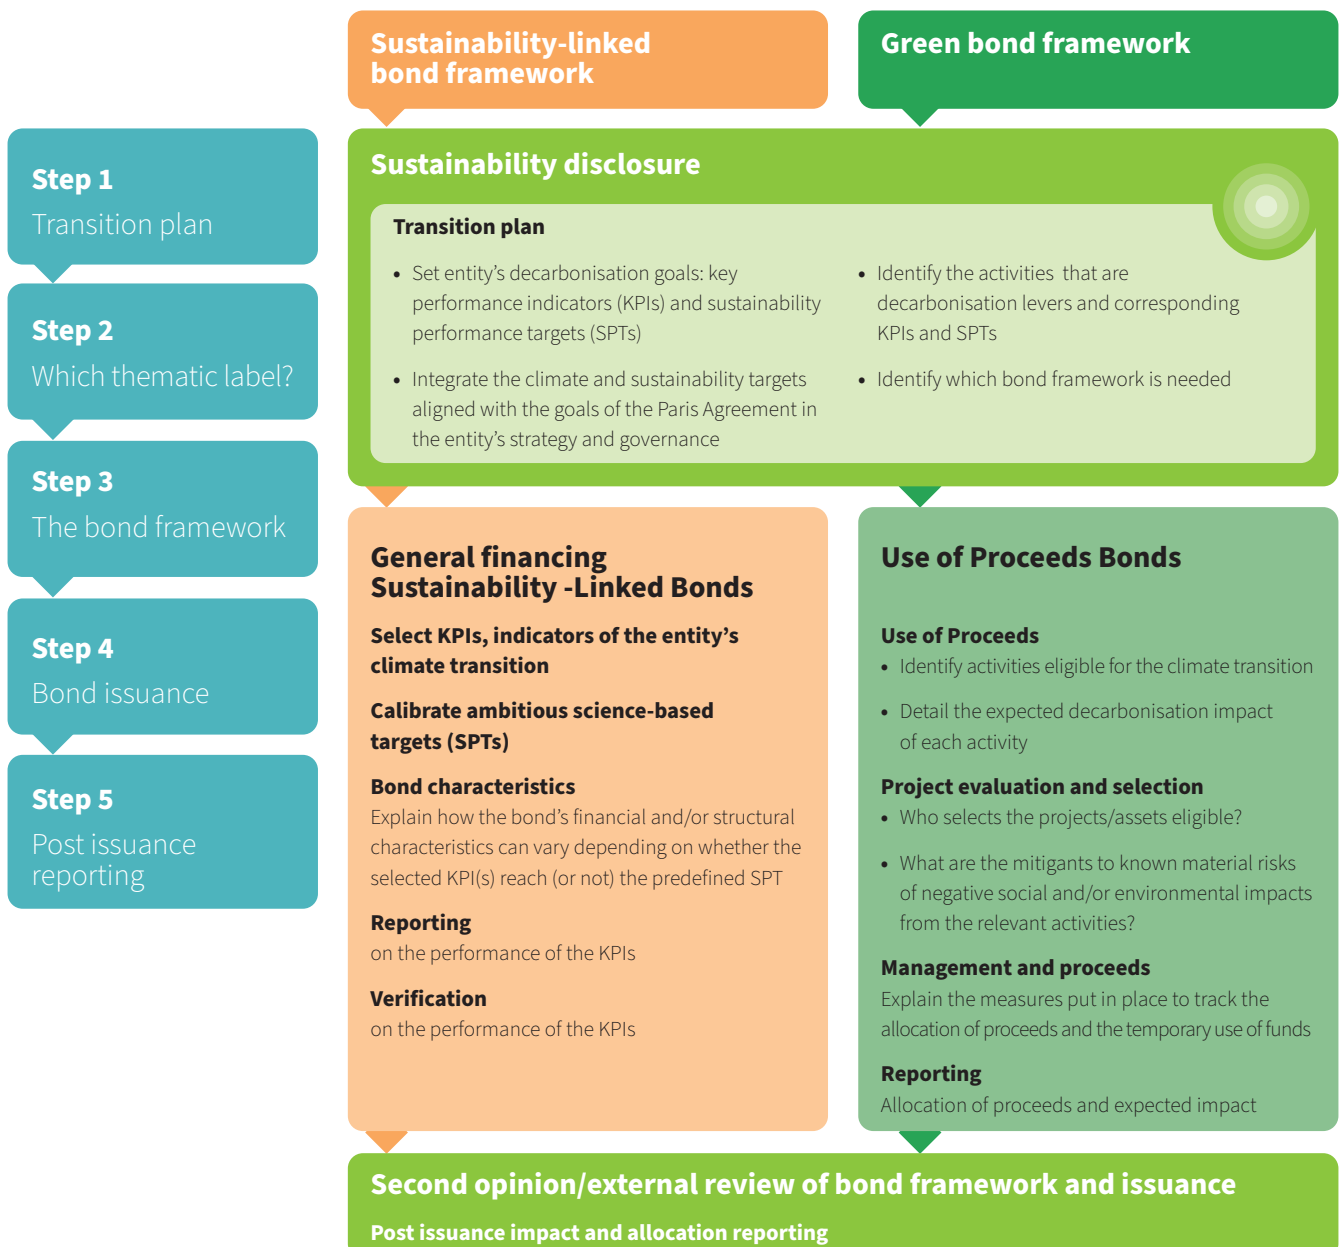 Sustainability-linked
bond framework
Green bond framework
Step 1
Transition plan
Step 2
Which thematic label?
Step 3
The bond framework
Step 4
Bond issuance
Step 5
Post issuance
reporting
Sustainability disclosure
Transition plan
• Set entity’s decarbonisation goals: key
performance indicators (KPIs) and sustainability
performance targets (SPTs)
• Integrate the climate and sustainability targets
aligned with the goals of the Paris Agreement in
the entity’s strategy and governance
• Identify the activities that are
decarbonisation levers and corresponding
KPIs and SPTs
• Identify which bond framework is needed
General financing
Sustainability -Linked Bonds
Select KPIs, indicators of the entity’s
climate transition
Calibrate ambitious science-based
targets (SPTs)
Bond characteristics
Explain how the bond’s financial and/or structural
characteristics can vary depending on whether the
selected KPI(s) reach (or not) the predefined SPT
Reporting
on the performance of the KPIs
Verification
on the performance of the KPIs
Use of Proceeds Bonds
Use of Proceeds
• Identify activities eligible for the climate transition
• Detail the expected decarbonisation impact
of each activity
Project evaluation and selection
• Who selects the projects/assets eligible?
• What are the mitigants to known material risks
of negative social and/or environmental impacts
from the relevant activities?
Management and proceeds
Explain the measures put in place to track the
allocation of proceeds and the temporary use of funds
Reporting
Allocation of proceeds and expected impact
Second opinion/external review of bond framework and issuance
Post issuance impact and allocation reporting